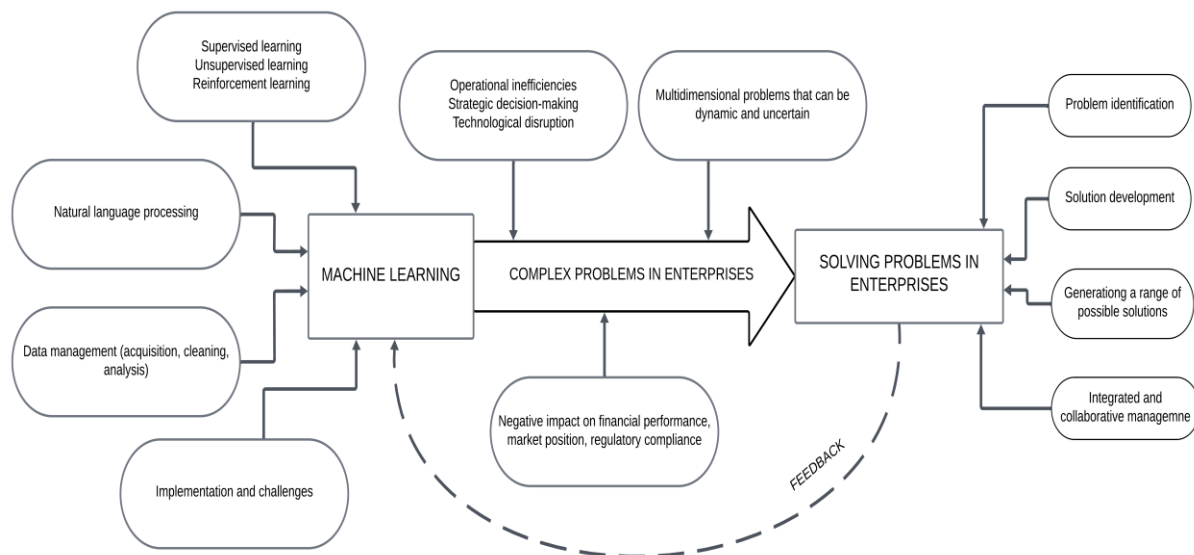 Supervised learning
Unsupervised learning
Reinforcement learning
Operational inefficiencies
Strategic decision-making
Technological disruption
Multidimensional problems that can be
dynamic and uncertain
Problem identification
Natural language processing
Solution development
MACHINE LEARNING
COMPLEX PROBLEMS IN ENTERPRISES
SOLVING PROBLEMS IN
ENTERPRISES
Generationg a range of
possible solutions
Data management (acquisition, cleaning,
analysis)
Negative impact on financial performance,
market position, regulatory compliance
Integrated and
collaborative managemne
FEEDBACK
Implementation and challenges